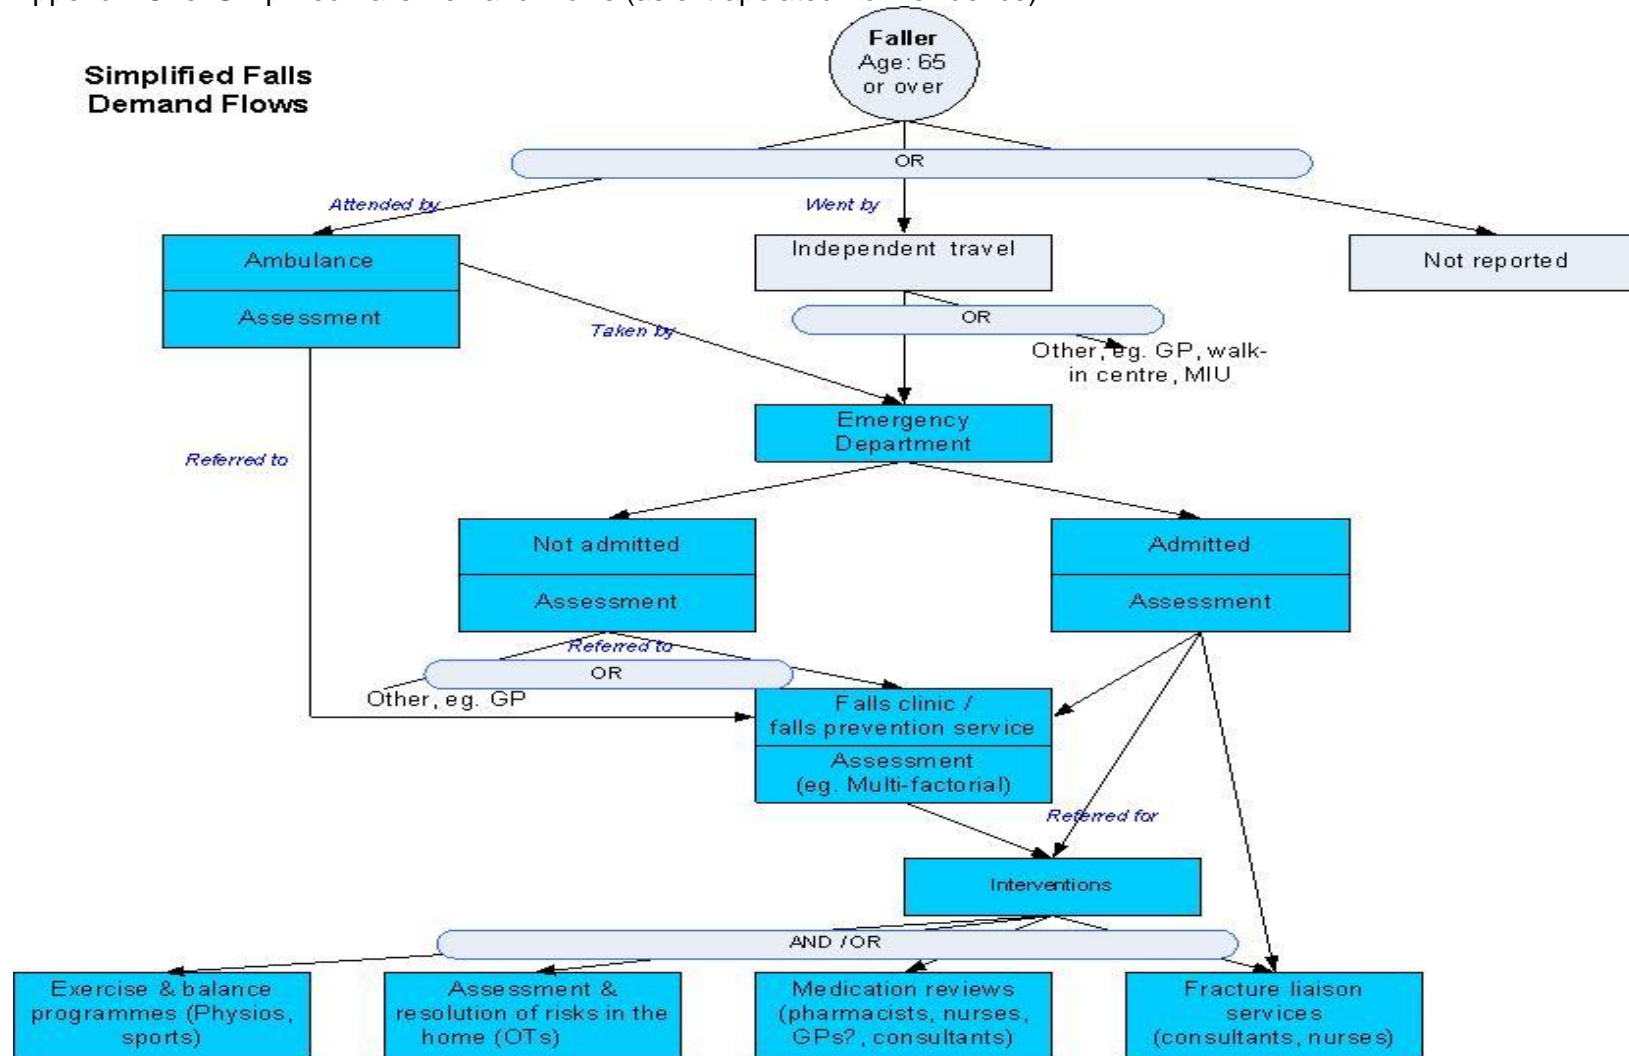 Simplified Falls
Demand Flows
Faller
Age: 65
or over
OR
Attended by
Went by
Ambulance
Assessment
Independent travel
Not reported
OR
Taken by
Other, eg. GP, walk-
in centre, MIU
Emergency
Department
Referred to
Not admitted
Assessment
Admitted
Assessment
Referred to
OR
Other, eg. GP
Falls clinic /
falls prevention service
Assessment
(eg. Multi-factorial)
Referred for
Interventions
AND / OR
Exercise & balance
programmes (Physios,
sports)
Assessment &
resolution of risks in the
home (OTs)
Medication reviews
(pharmacists, nurses,
GPs?, consultants)
Fracture liaison
services
(consultants, nurses)